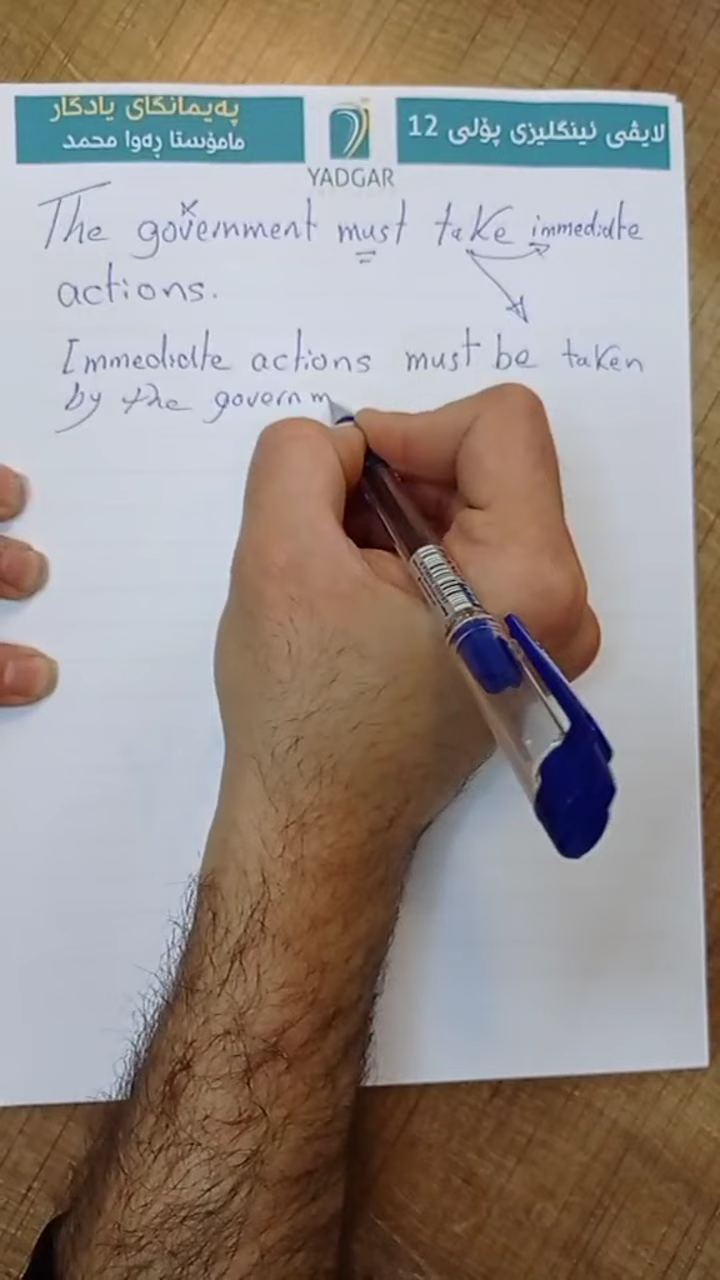 پەیمانگای یادگار
مامۆستا ڕەوا محمد
YADGAR
لایڤی ئینگلیزی پۆلی 12
The government must take immediate
actions.
Immediate actions must be taken
by the governm